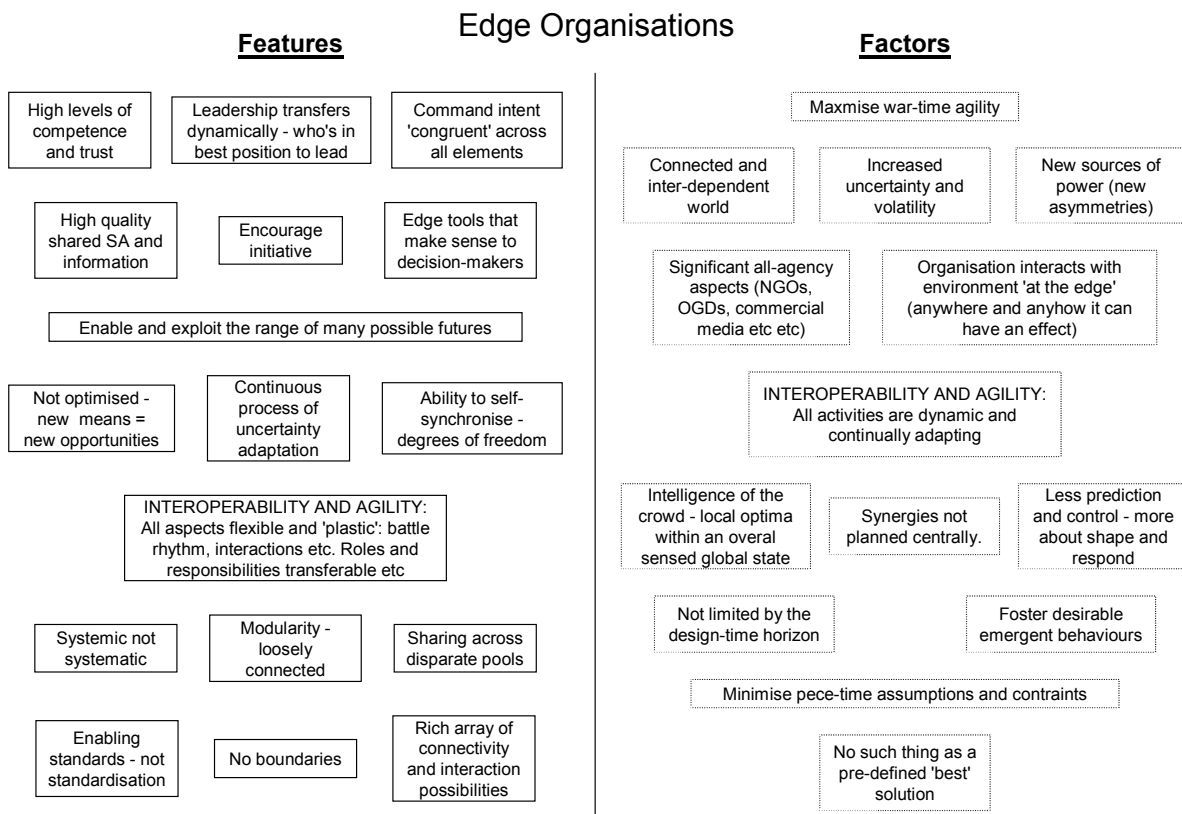 Edge Organisations
Features
High levels of
competence
and trust
Leadership transfers
dynamically - who's in
best position to lead
Command intent
'congruent' across
all elements
High quality
shared SA and
information
Encourage
initiative
Edge tools that
make sense to
decision-makers
Enable and exploit the range of many possible futures
Not optimised -
new means =
new opportunities
Continuous
process of
uncertainty
adaptation
Ability to self-
synchronise -
degrees of freedom
INTEROPERABILITY AND AGILITY:
All aspects flexible and 'plastic': battle
rhythm, interactions etc. Roles and
responsibilities transferable etc
Systemic not
systematic
Modularity -
loosely
connected
Sharing across
disparate pools
Enabling
standards - not
standardisation
No boundaries
Rich array of
connectivity
and interaction
possibilities
Factors
Maxmise war-time agility
Connected and
inter-dependent
world
Increased
uncertainty and
volatility
New sources of
power (new
asymmetries)
Significant all-agency
aspects (NGOs,
OGDs, commercial
media etc etc)
Organisation interacts with
environment 'at the edge'
(anywhere and anyhow it can
have an effect)
INTEROPERABILITY AND AGILITY:
All activities are dynamic and
continually adapting
Intelligence of the
crowd - local optima
within an overal
sensed global state
Synergies not
planned centrally.
Less prediction
and control - more
about shape and
respond
Not limited by the
design-time horizon
Foster desirable
emergent behaviours
Minimise pece-time assumptions and contraints
No such thing as a
pre-defined 'best'
solution